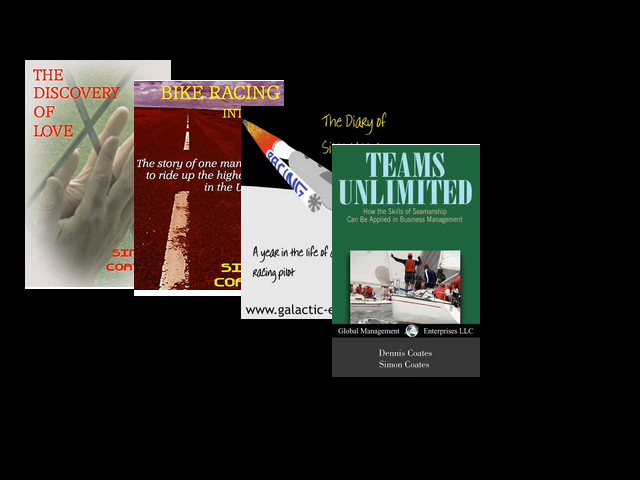 THE
DISCOVERY
OF
LOVE
COAT
BIKE RACING
The story of one man
to ride up the
in the
COA
The Diary of
RACING
A year in the life of
racing pilot
www.galactic-e
TEAMS
UNLIMITED
How the Skills of Seamanship
Can Be Applied in Business Management
Global Management Enterprises LLC
Dennis Coates
Simon Coates